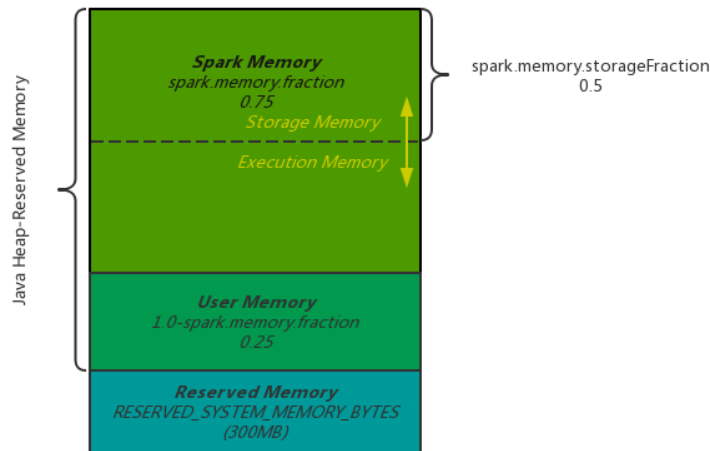 Spark Memory
spark.memory.fraction
0.75
Storage Memory
Execution Memory
spark.memory.storageFraction
0.5
Java Heap-Reserved Memory
User Memory
1.0-spark.memory.fraction
0.25
Reserved Memory
RESERVED_SYSTEM_MEMORY_BYTES
(300MB)